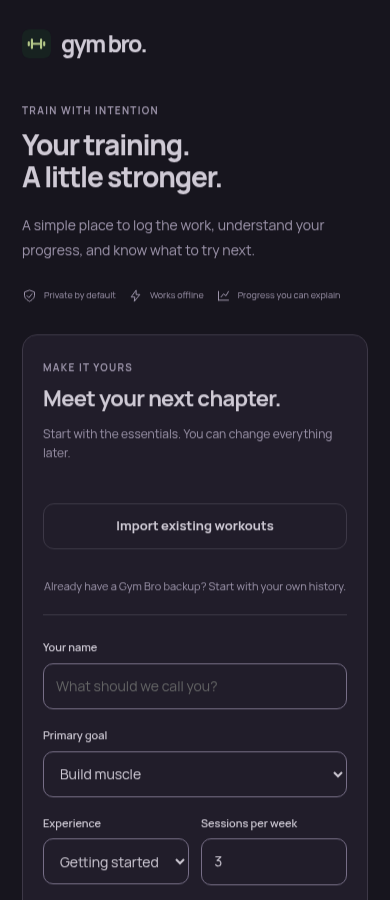 gym bro.
TRAIN WITH INTENTION
Your training.
A little stronger.
A simple place to log the work, understand your
progress, and know what to try next.
Private by default
Works offline
Progress you can explain
MAKE IT YOURS
Meet your next chapter.
Start with the essentials. You can change everything
later.
Import existing workouts
Already have a Gym Bro backup? Start with your own history.
Your name
What should we call you?
Primary goal
Build muscle
Experience
Sessions per week
Getting started
3